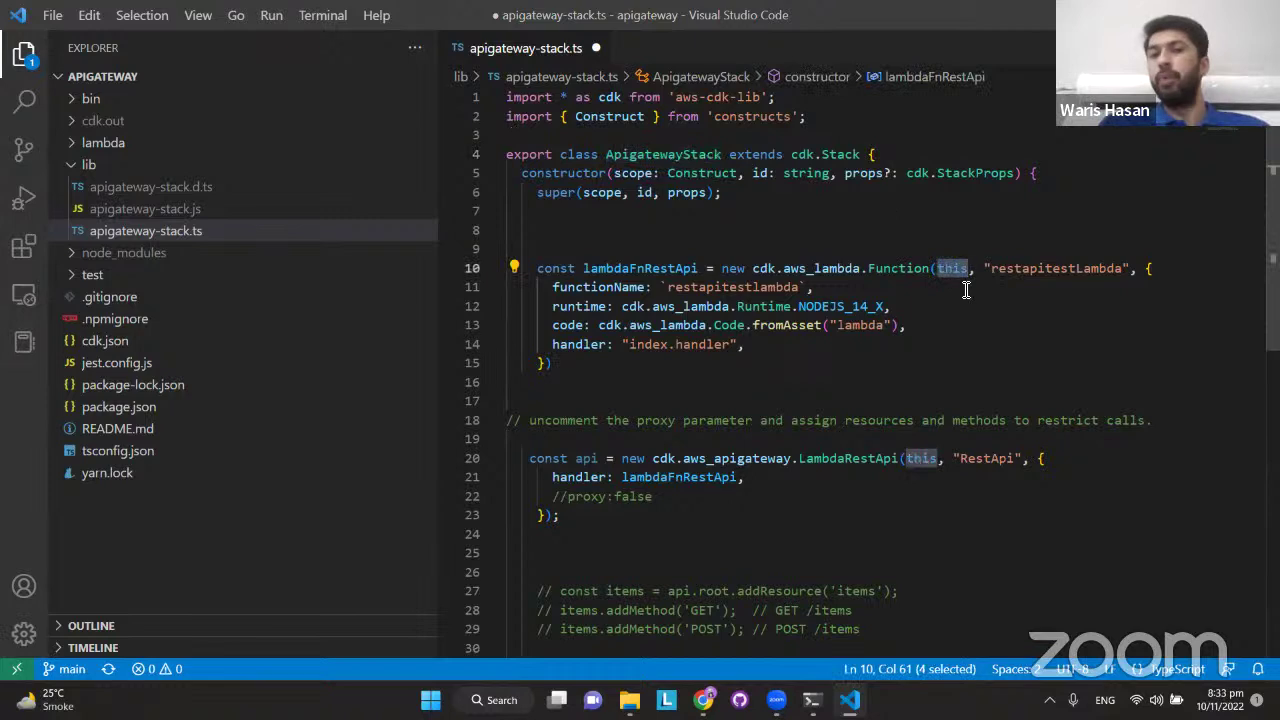 File Edit Selection View Go Run Terminal Help
● apigateway-stack.ts - apigateway - Visual Studio Code
Waris Hasan
EXPLORER
APIGATEWAY
bin
cdk.out
lambda
lib
TS apigateway-stack.d.ts
JS apigateway-stack.js
TS apigateway-stack.ts
node_modules
test
.gitignore
.npmignore
cdk.json
jest.config.js
package-lock.json
package.json
README.md
tsconfig.json
yarn.lock
OUTLINE
TIMELINE
1
TS apigateway-stack.ts ●
lib > TS apigateway-stack.ts > ApigatewayStack > constructor > lambdaFnRestApi
1 import * as cdk from 'aws-cdk-lib';
2 import { Construct } from 'constructs';
3
4 export class ApigatewayStack extends cdk.Stack {
5 constructor(scope: Construct, id: string, props?: cdk.StackProps) {
6 super(scope, id, props);
7
8
9
10 const lambdaFnRestApi = new cdk.aws_lambda.Function(this, "restapitestLambda", {
11 functionName: `restapitestlambda`,
12 runtime: cdk.aws_lambda.Runtime.NODEJS_14_X,
13 code: cdk.aws_lambda.Code.fromAsset("lambda"),
14 handler: "index.handler",
15 })
16
17
18 // uncomment the proxy parameter and assign resources and methods to restrict calls.
19
20 const api = new cdk.aws_apigateway.LambdaRestApi(this, "RestApi", {
21 handler: lambdaFnRestApi,
22 //proxy:false
23 });
24
25
26
27 // const items = api.root.addResource('items');
28 // items.addMethod('GET'); // GET /items
29 // items.addMethod('POST'); // POST /items
30
zoom
main 0 0 Ln 10, Col 61 (4 selected) Spaces: 2 UTF-8 LF {} TypeScript
25°C
Smoke
Search
ENG
8:33 pm
10/11/2022
1